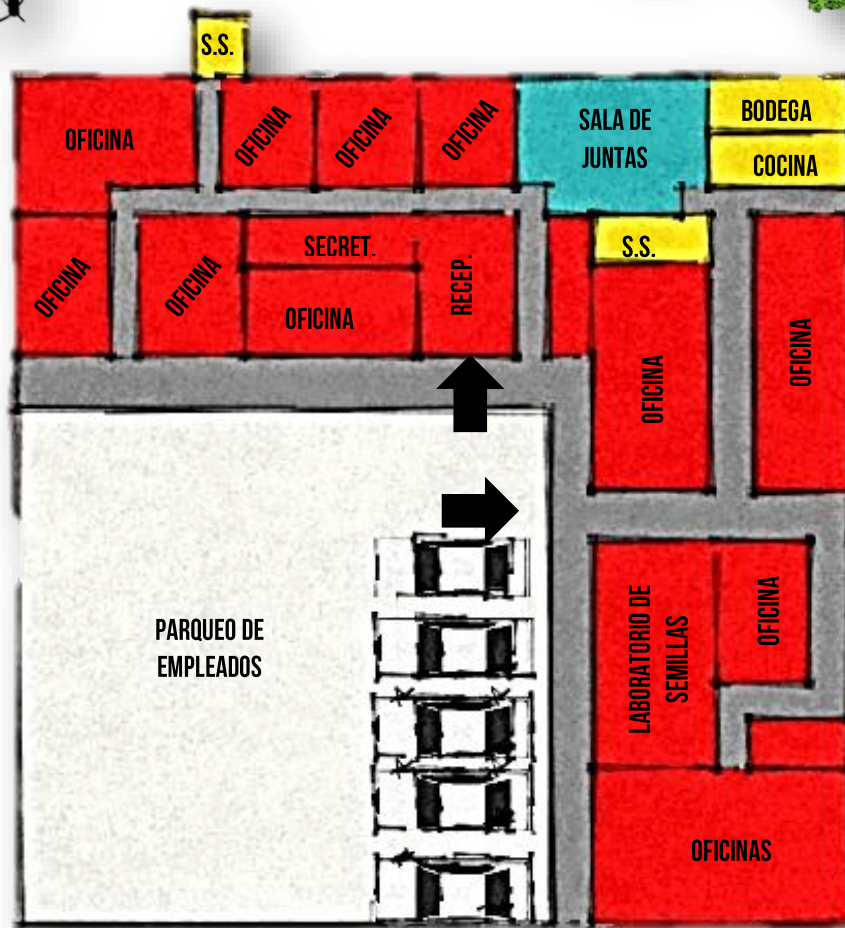 S.S.
OFICINA
OFICINA
OFICINA
OFICINA
SALA DE
JUNTAS
BODEGA
COCINA
OFICINA
OFICINA
SECRET.
OFICINA
RECEP.
S.S.
OFICINA
OFICINA
PARQUEO DE
EMPLEADOS
LABORATORIO DE
SEMILLAS
OFICINA
OFICINAS